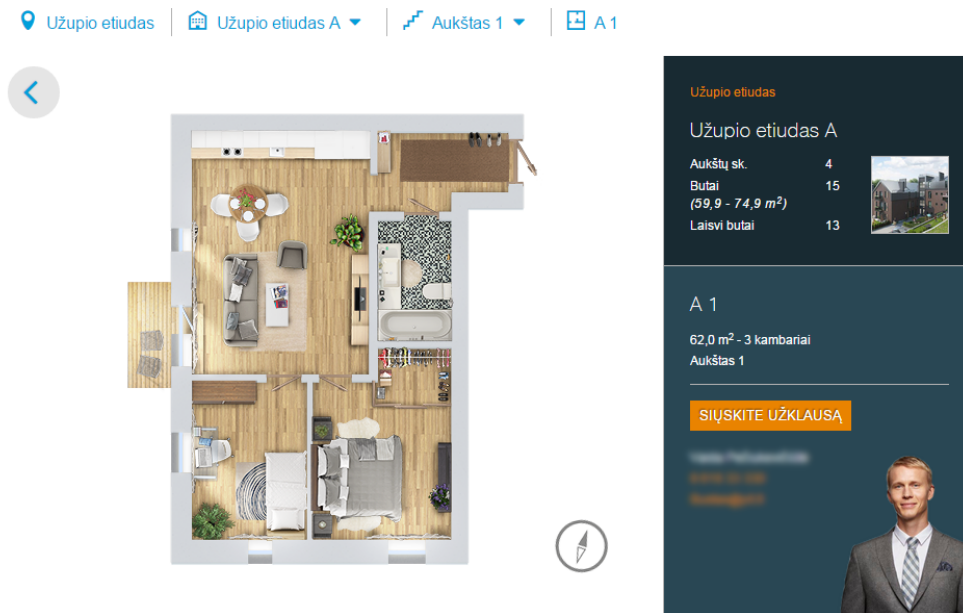 Užupio etiudas
Užupio etiudas A
Aukštas 1
A 1
Užupio etiudas
Užupio etiudas A
Aukštų sk. 4
Butai 15
(59,9 - 74,9 m²)
Laisvi butai 13
A 1
62,0 m² - 3 kambariai
Aukštas 1
SIŲSKITE UŽKLAUSĄ